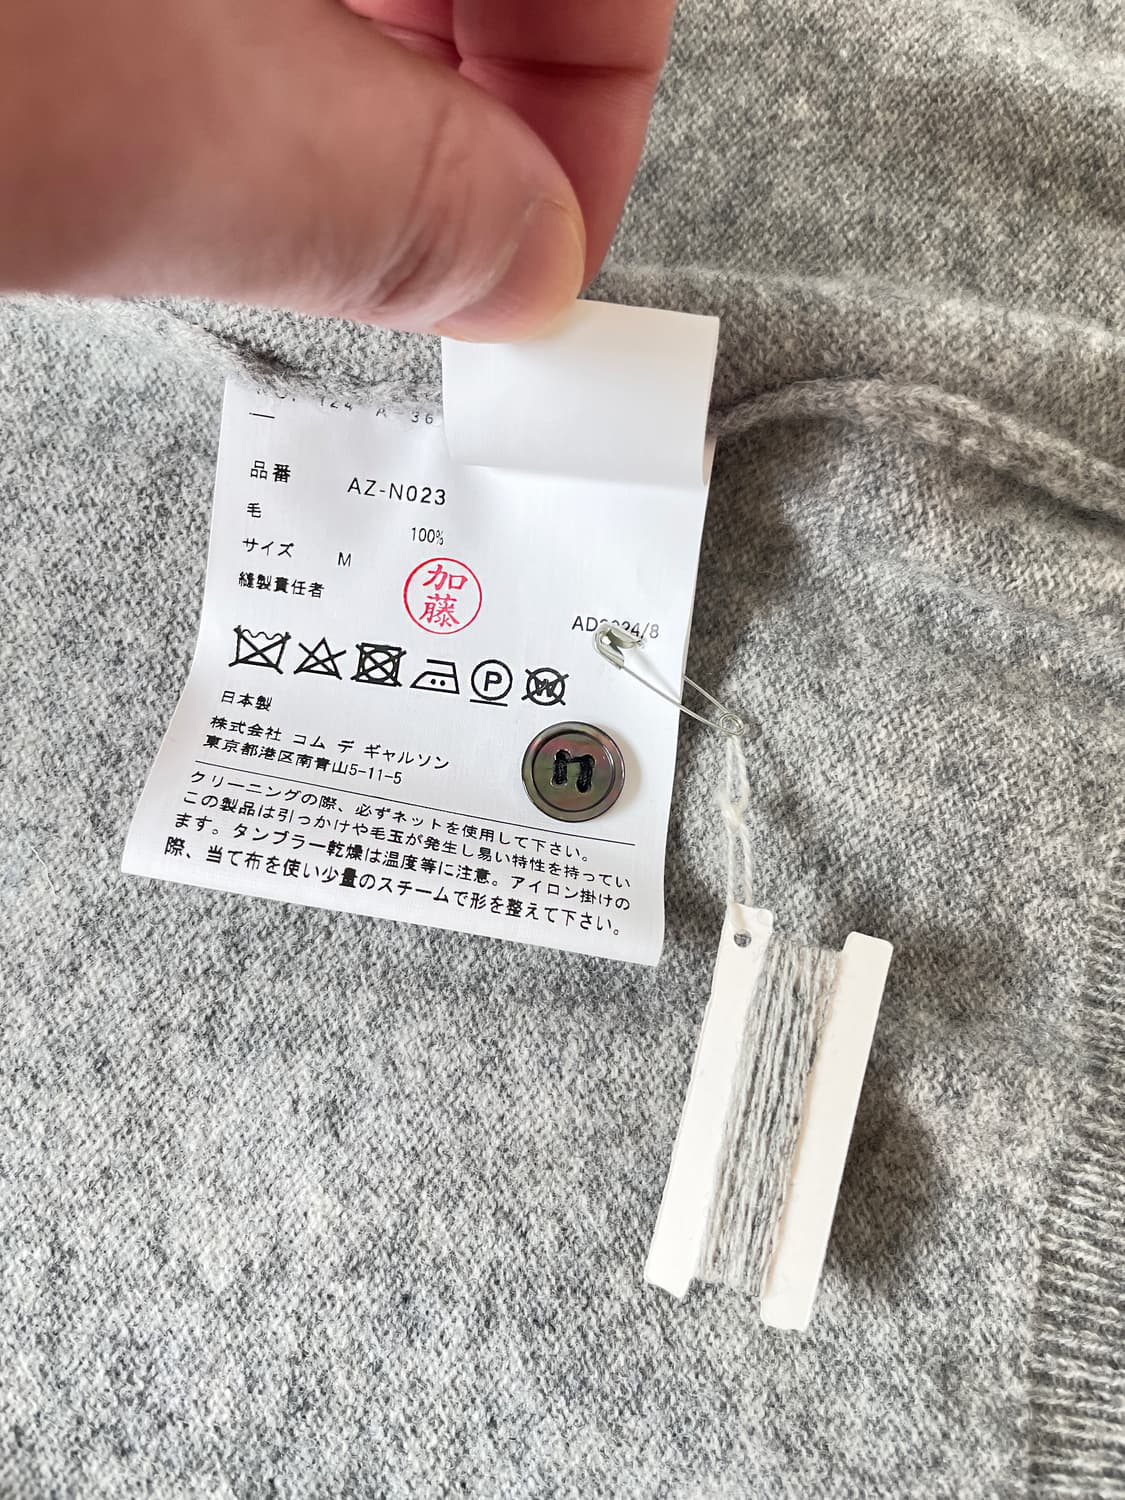 124 A 36
品番 AZ-N023
毛 100%
サイズ M
縫製責任者 加藤
AD2024/8
P
W
日本製
株式会社 コム デ ギャルソン
東京都港区南青山5-11-5
クリーニングの際、必ずネットを使用して下さい。
この製品は引っかけや毛玉が発生し易い特性を持ってい
ます。タンブラー乾燥は温度等に注意。アイロン掛けの
際、当て布を使い少量のスチームで形を整えて下さい。